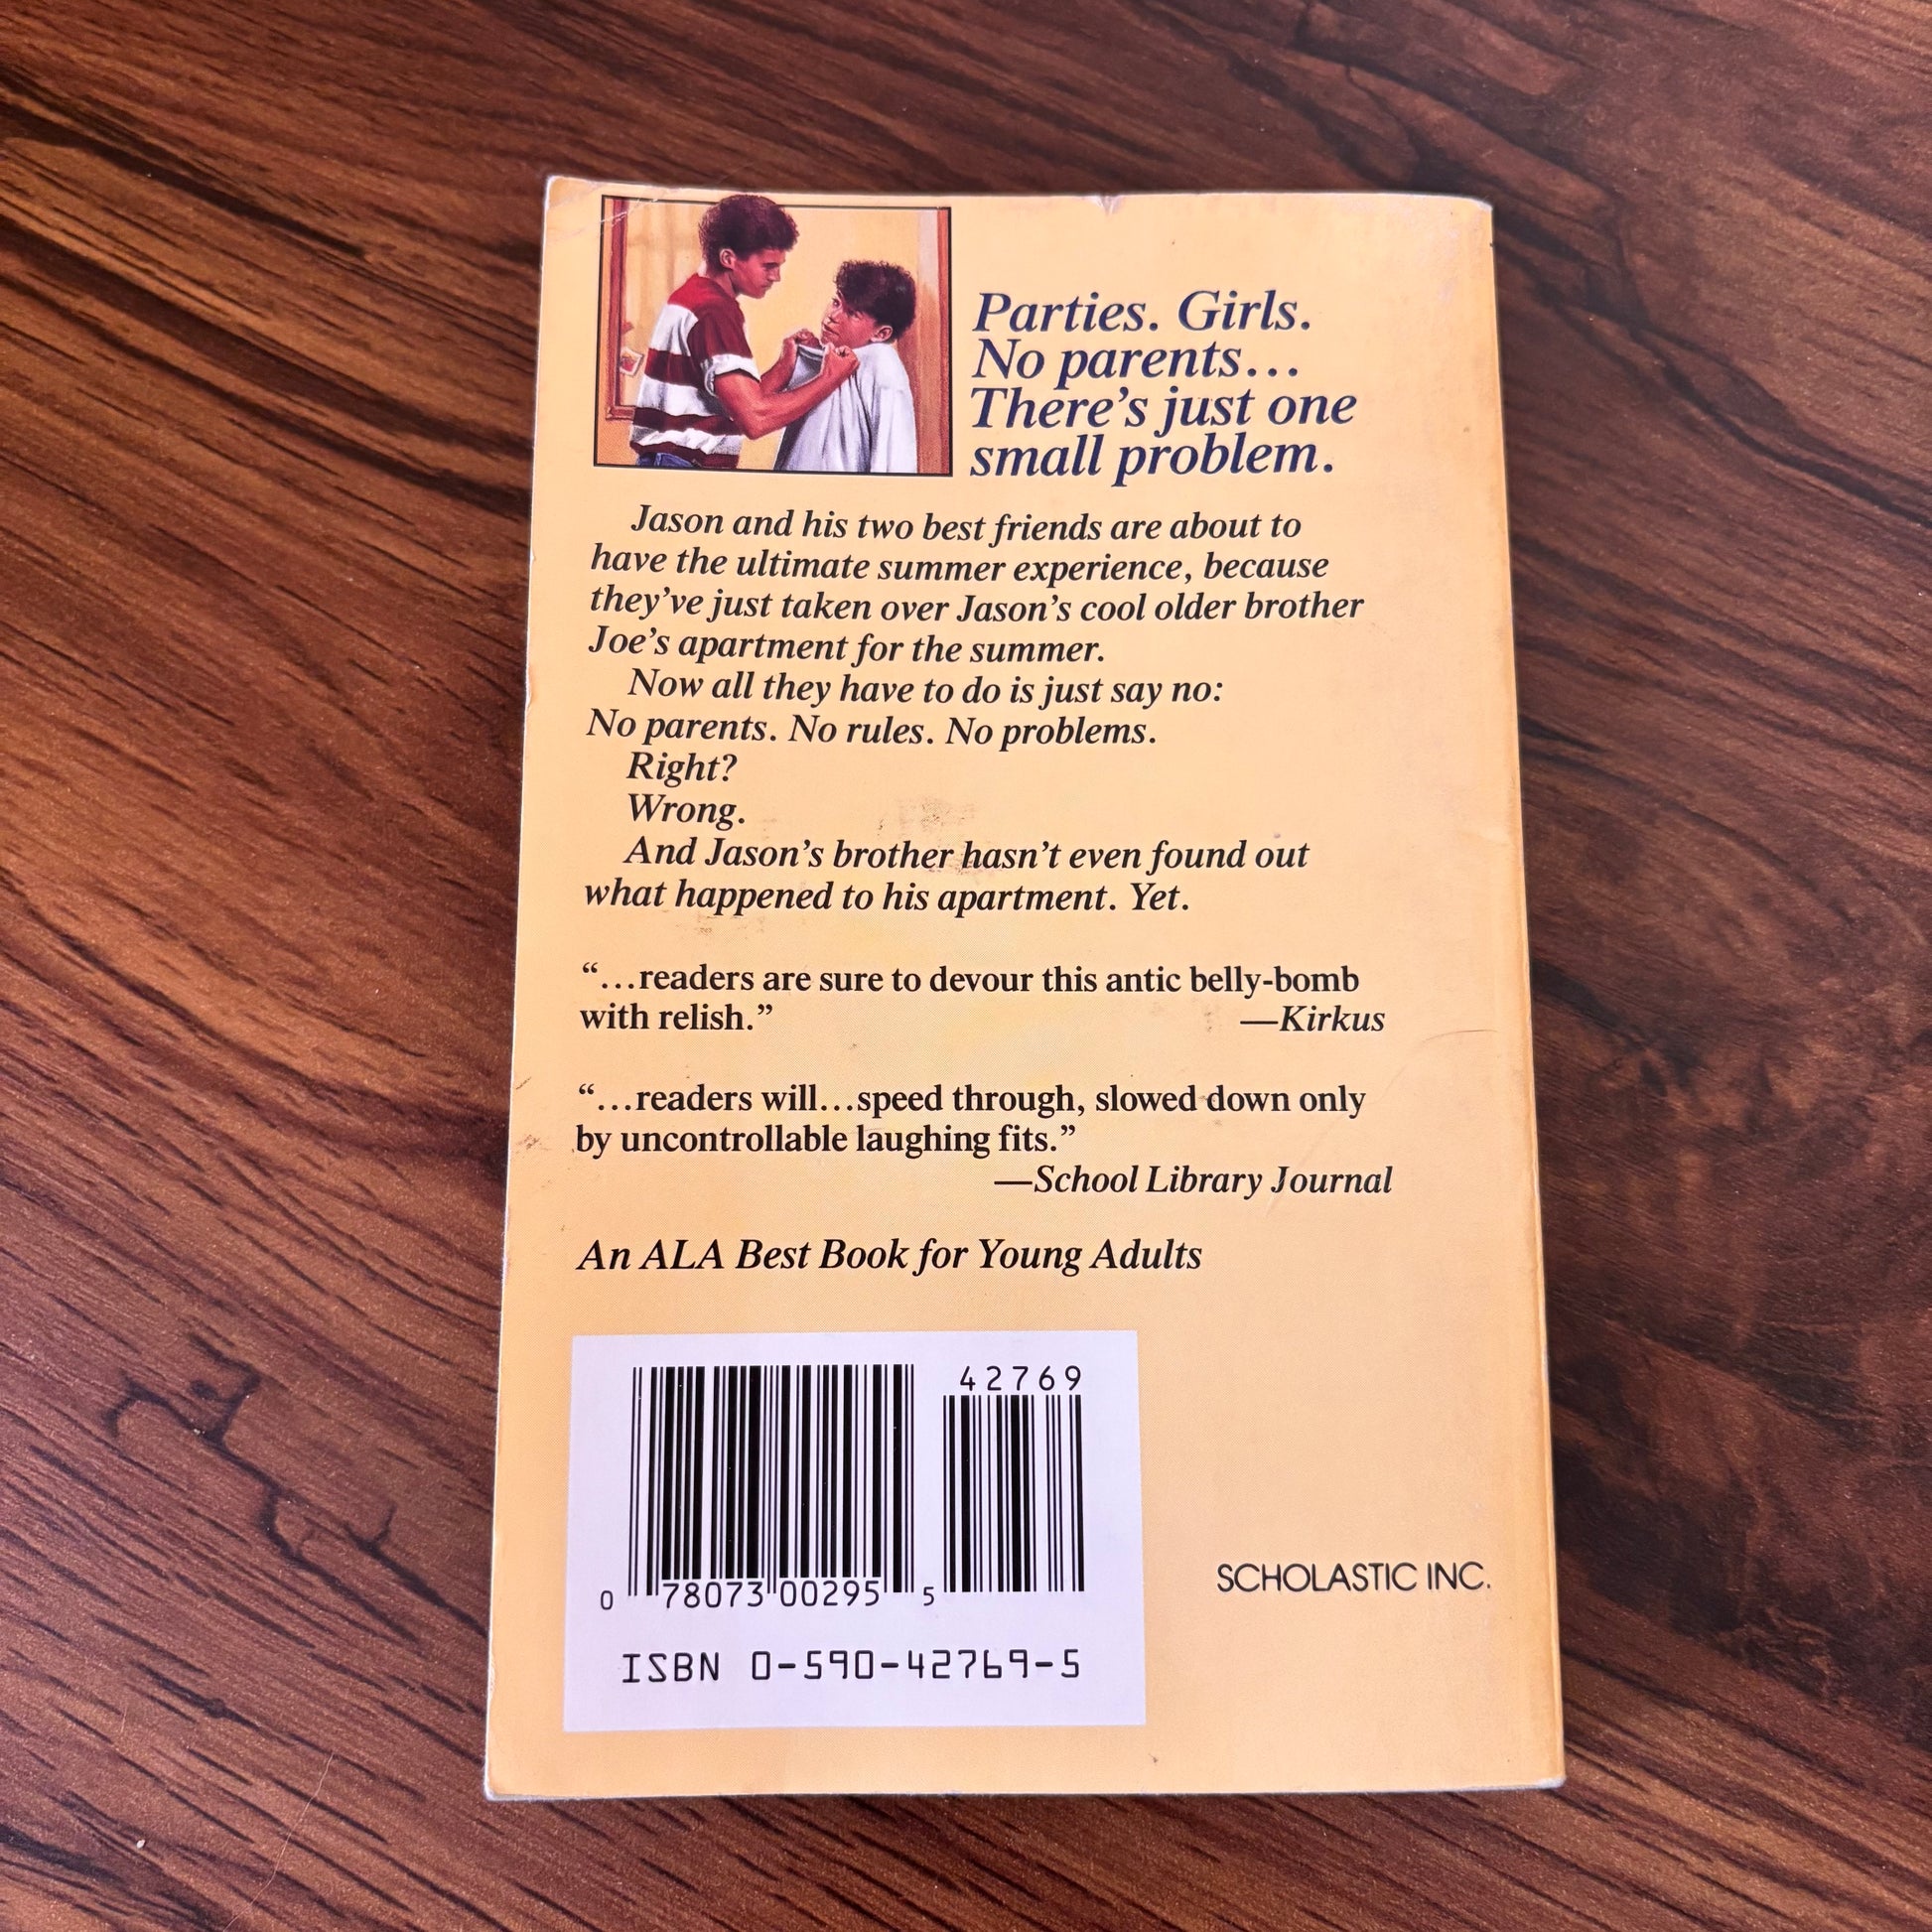 Parties. Girls.
No parents...
There's just one
small problem.
Jason and his two best friends are about to
have the ultimate summer experience, because
they've just taken over Jason's cool older brother
Joe's apartment for the summer.
Now all they have to do is just say no:
No parents. No rules. No problems.
Right?
Wrong.
And Jason's brother hasn't even found out
what happened to his apartment. Yet.
"...readers are sure to devour this antic belly-bomb
with relish." —Kirkus
"...readers will...speed through, slowed down only
by uncontrollable laughing fits."
—School Library Journal
An ALA Best Book for Young Adults
42769
0 78073 00295 5
ISBN 0-590-42769-5
SCHOLASTIC INC.